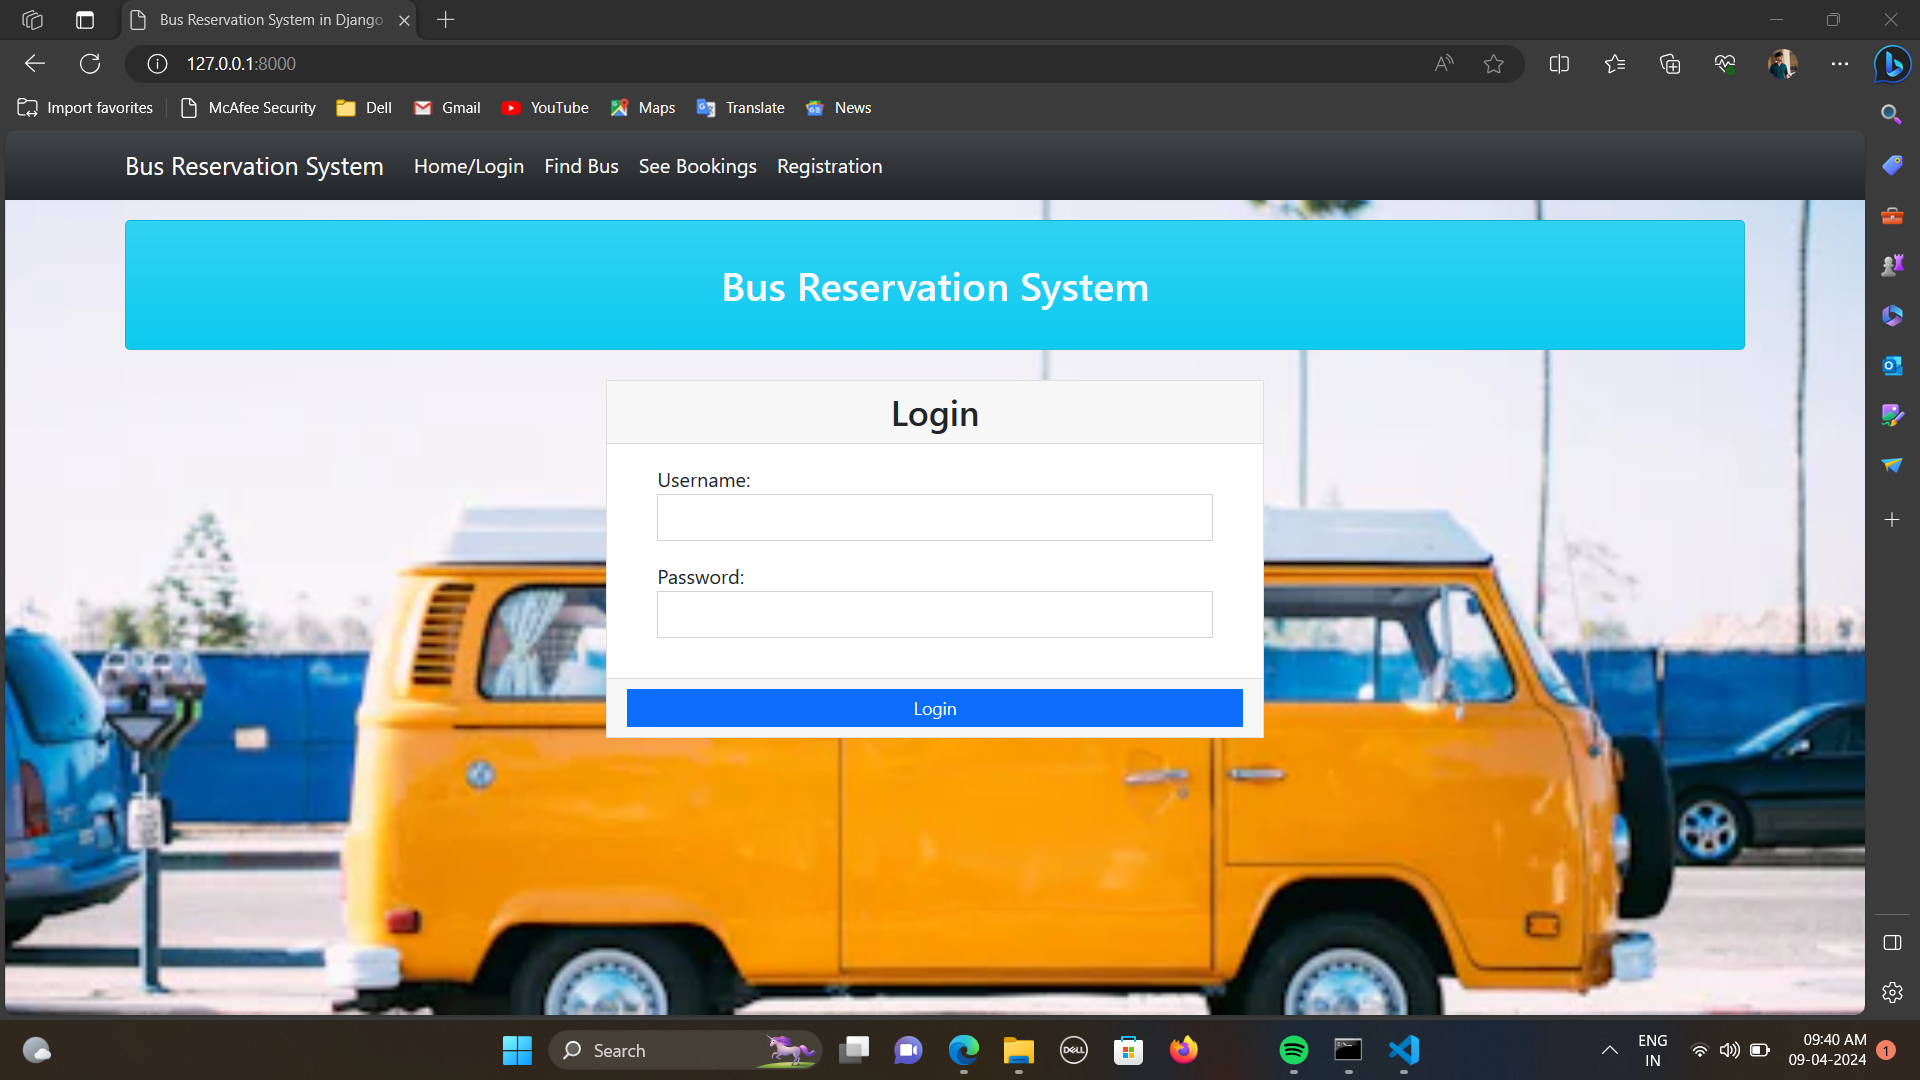 Bus Reservation System in Django
127.0.0.1:8000
Import favorites McAfee Security Dell Gmail YouTube Maps Translate News
Bus Reservation System Home/Login Find Bus See Bookings Registration
Bus Reservation System
Login
Username:
Password:
Login
Search
DELL
ENG
IN
09:40 AM
09-04-2024
1